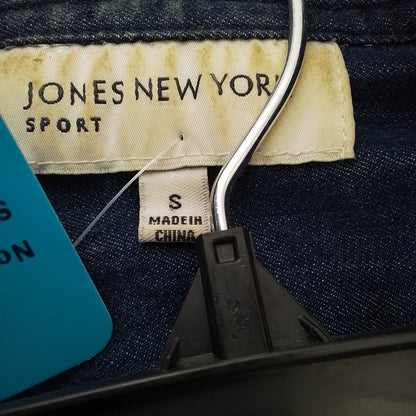 JONES NEW YORK
SPORT
S
MADE IN
CHINA
S
ON